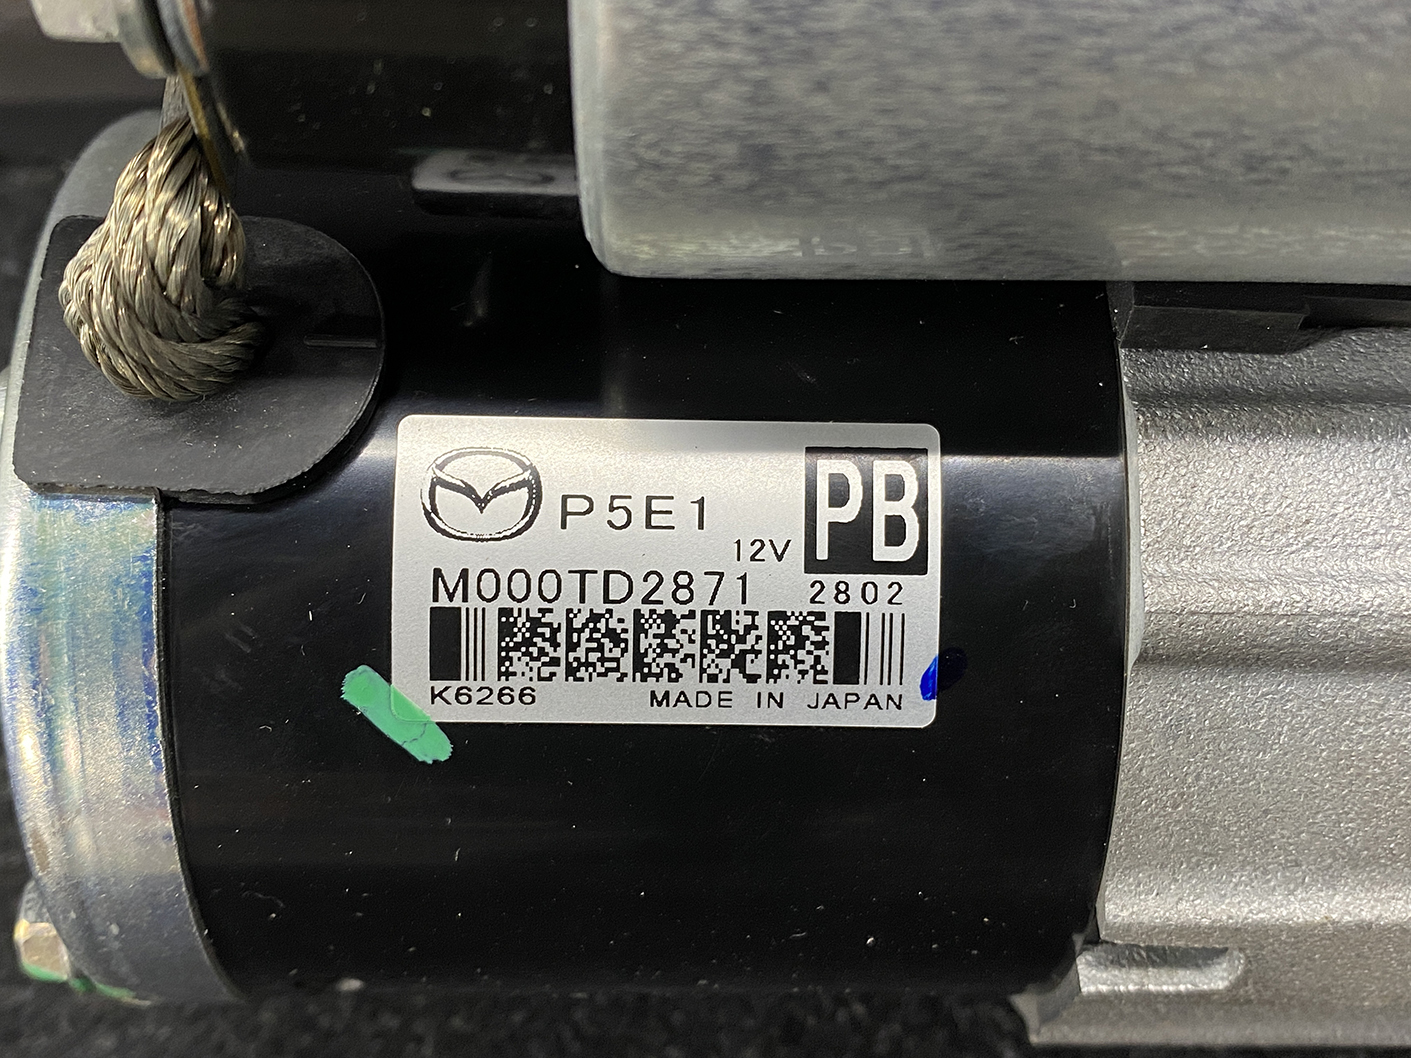 P5E1
PB
12V
M000TD2871
2802
K6266
MADE IN JAPAN